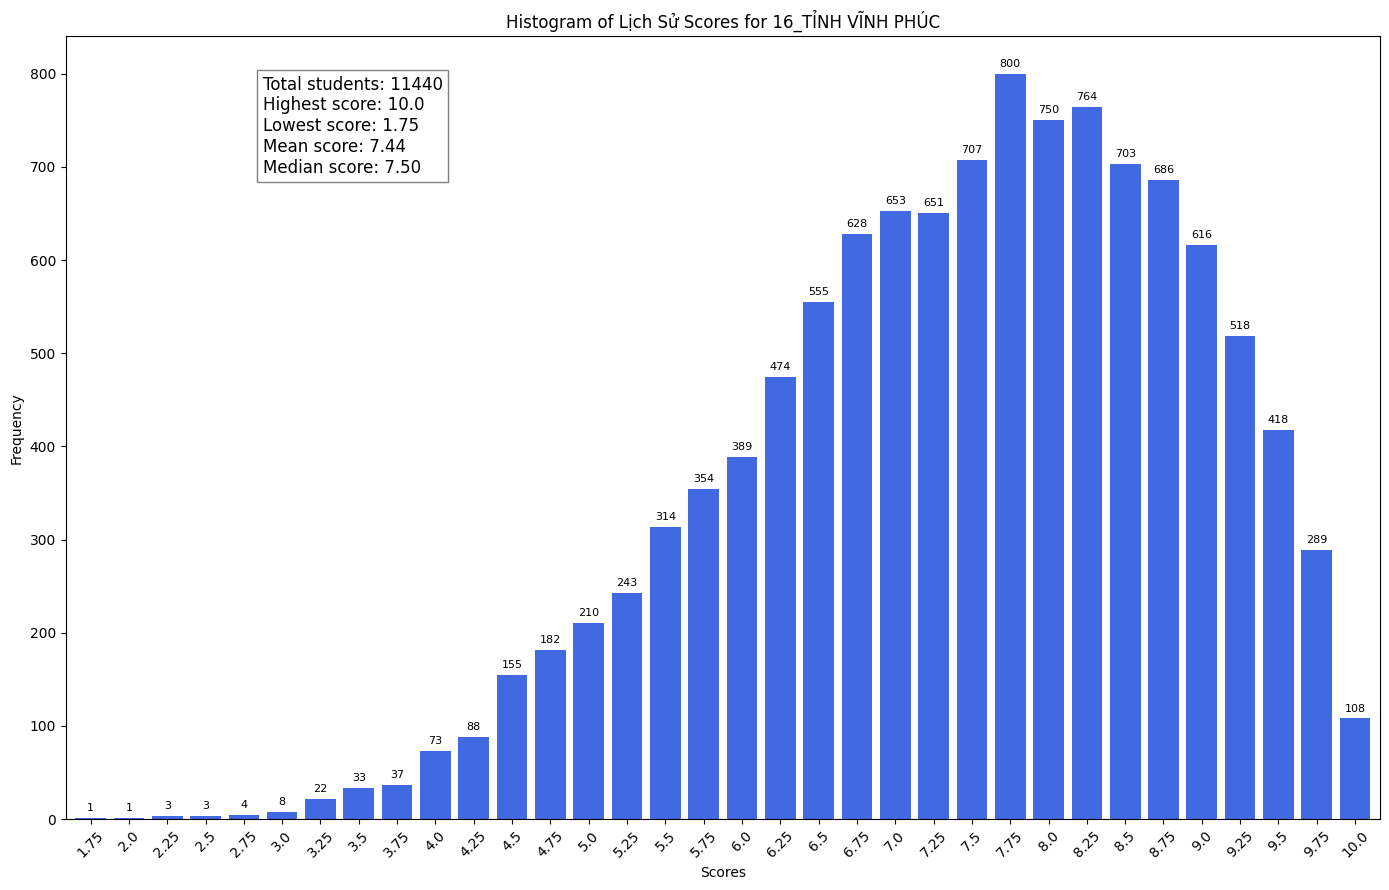 Histogram of Lịch Sử Scores for 16_TỈNH VĨNH PHÚC
Total students: 11440
Highest score: 10.0
Lowest score: 1.75
Mean score: 7.44
Median score: 7.50
Frequency
800
700
600
500
400
300
200
100
0
1 1 3 3 4 8 22 33 37 73 88 155 182 210 243 314 354 389 474 555 628 653 651 707 800 750 764 703 686 616 518 418 289 108
1.75 2.0 2.25 2.5 2.75 3.0 3.25 3.5 3.75 4.0 4.25 4.5 4.75 5.0 5.25 5.5 5.75 6.0 6.25 6.5 6.75 7.0 7.25 7.5 7.75 8.0 8.25 8.5 8.75 9.0 9.25 9.5 9.75 10.0
Scores